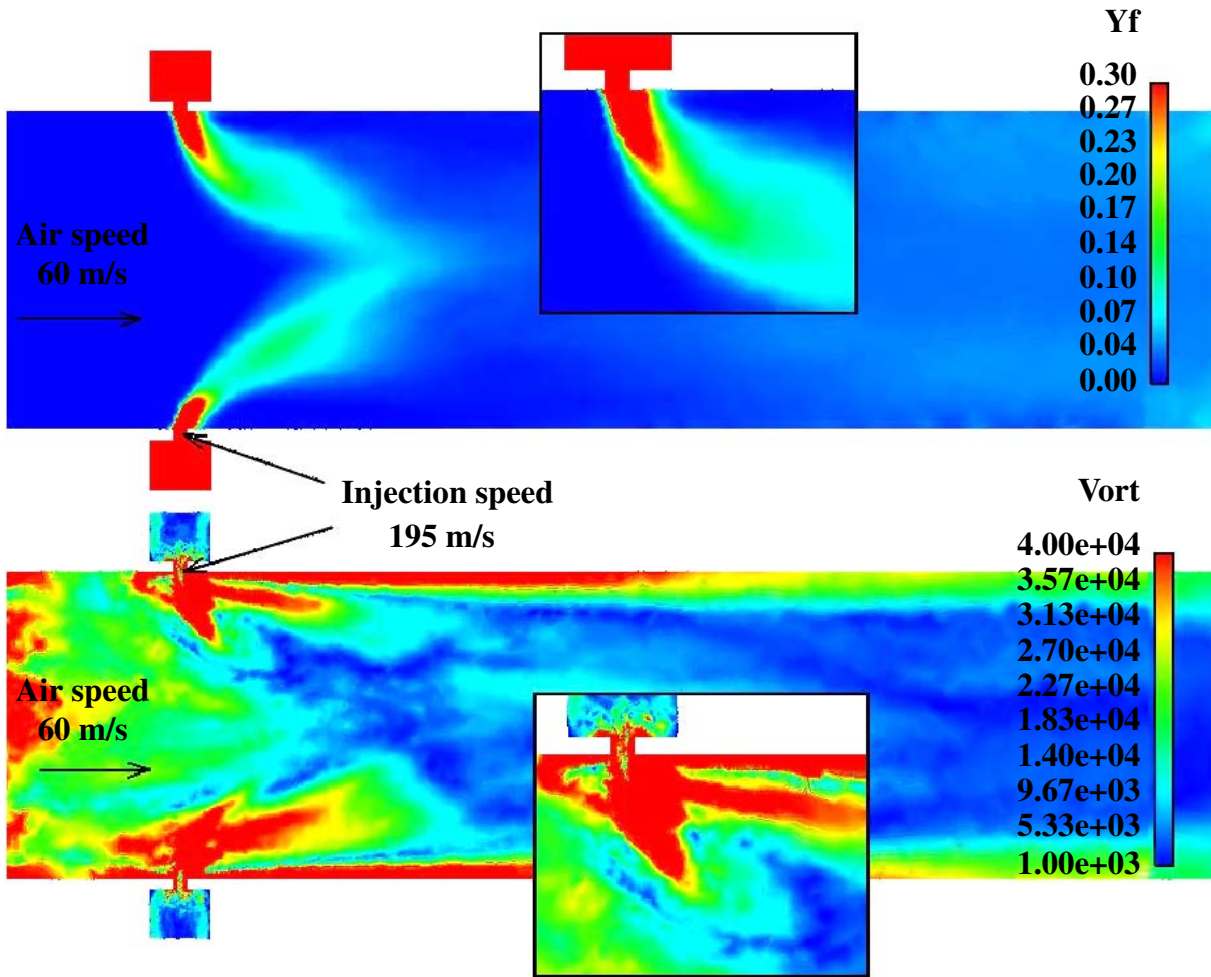 Yf
0.30
0.27
0.23
0.20
0.17
0.14
0.10
0.07
0.04
0.00
Air speed
60 m/s
Injection speed
195 m/s
Vort
4.00e+04
3.57e+04
3.13e+04
2.70e+04
2.27e+04
1.83e+04
1.40e+04
9.67e+03
5.33e+03
1.00e+03
Air speed
60 m/s